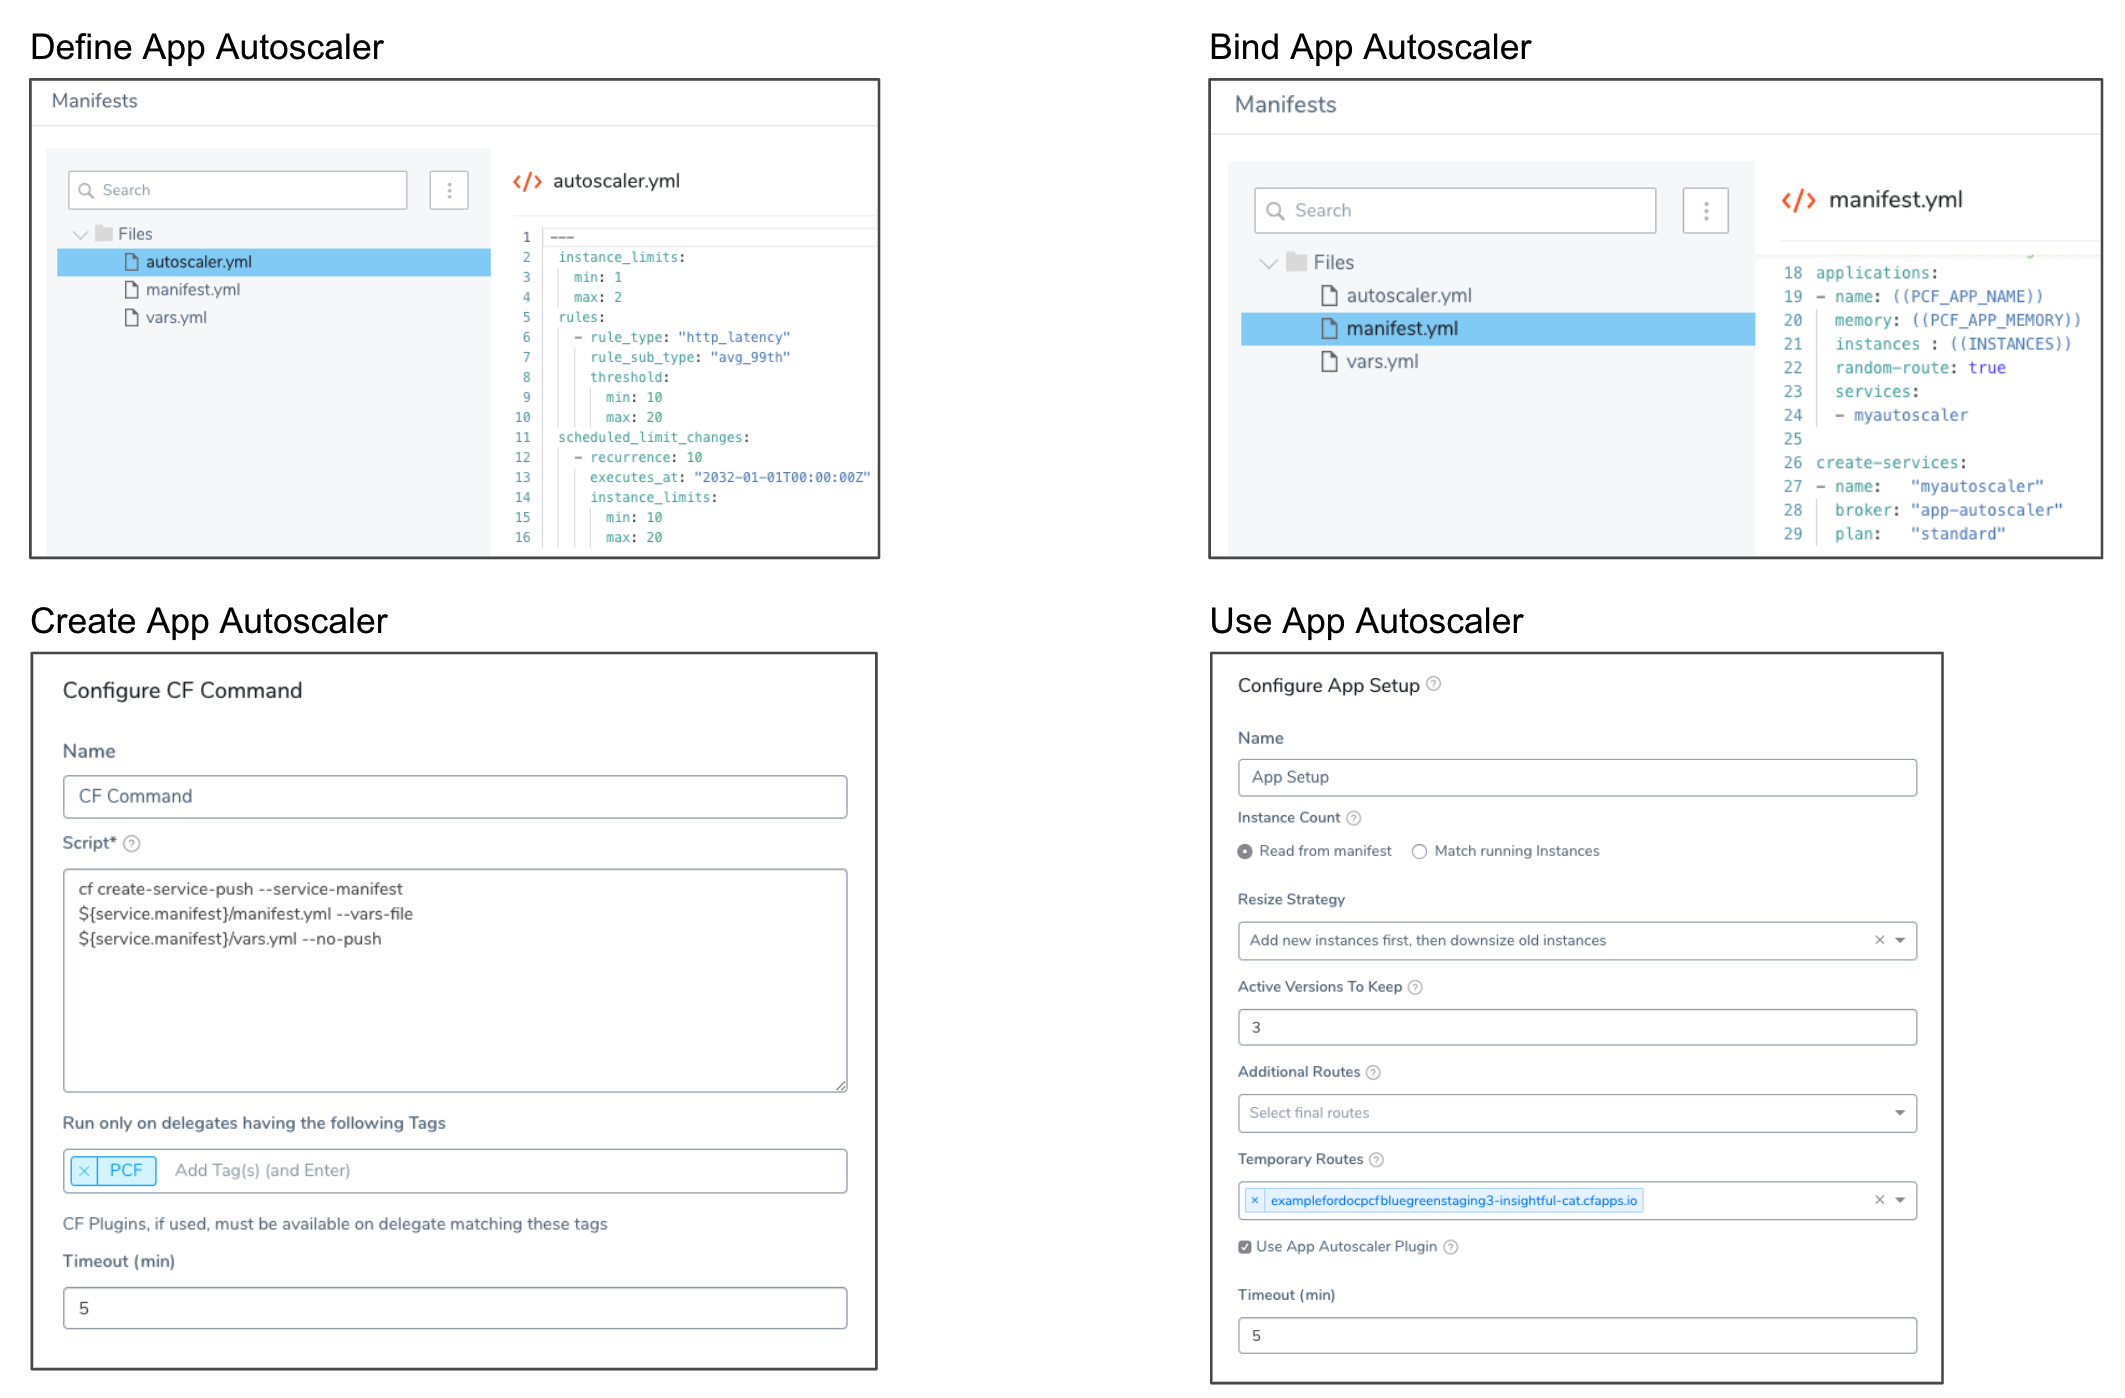 Define App Autoscaler
Manifests
Search
Files
autoscaler.yml
manifest.yml
vars.yml
</> autoscaler.yml
1 ---
2 instance_limits:
3 min: 1
4 max: 2
5 rules:
6 - rule_type: "http_latency"
7 rule_sub_type: "avg_99th"
8 threshold:
9 min: 10
10 max: 20
11 scheduled_limit_changes:
12 - recurrence: 10
13 executes_at: "2032-01-01T00:00:00Z"
14 instance_limits:
15 min: 10
16 max: 20
Bind App Autoscaler
Manifests
Search
Files
autoscaler.yml
manifest.yml
vars.yml
</> manifest.yml
18 applications:
19 - name: ((PCF_APP_NAME))
20 memory: ((PCF_APP_MEMORY))
21 instances : ((INSTANCES))
22 random-route: true
23 services:
24 - myautoscaler
25
26 create-services:
27 - name: "myautoscaler"
28 broker: "app-autoscaler"
29 plan: "standard"
Create App Autoscaler
Configure CF Command
Name
CF Command
Script* ?
cf create-service-push --service-manifest
${service.manifest}/manifest.yml --vars-file
${service.manifest}/vars.yml --no-push
Run only on delegates having the following Tags
× PCF Add Tag(s) (and Enter)
CF Plugins, if used, must be available on delegate matching these tags
Timeout (min)
5
Use App Autoscaler
Configure App Setup ?
Name
App Setup
Instance Count ?
Read from manifest Match running Instances
Resize Strategy
Add new instances first, then downsize old instances ×
Active Versions To Keep ?
3
Additional Routes ?
Select final routes
Temporary Routes ?
× examplefordocpcfbluegreenstaging3-insightful-cat.cfapps.io ×
Use App Autoscaler Plugin ?
Timeout (min)
5